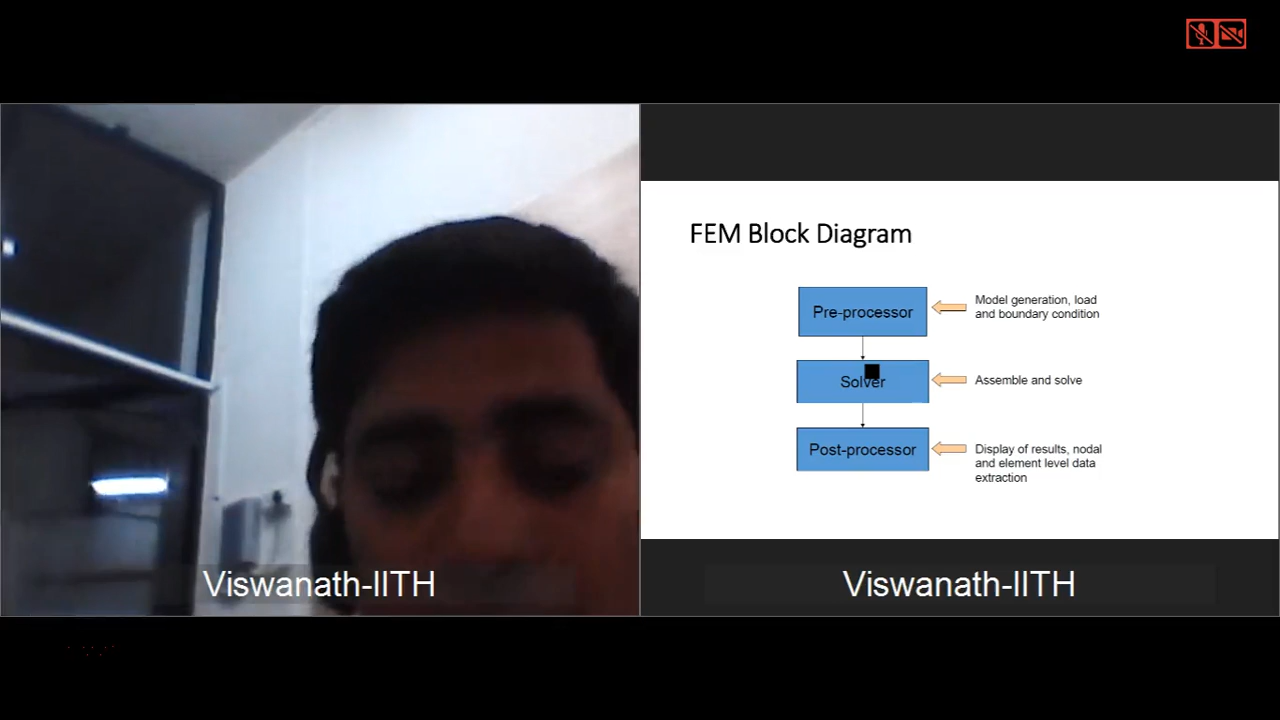 FEM Block Diagram
Pre-processor
Model generation, load
and boundary condition
Solver
Assemble and solve
Post-processor
Display of results, nodal
and element level data
extraction
Viswanath-IITH
Viswanath-IITH